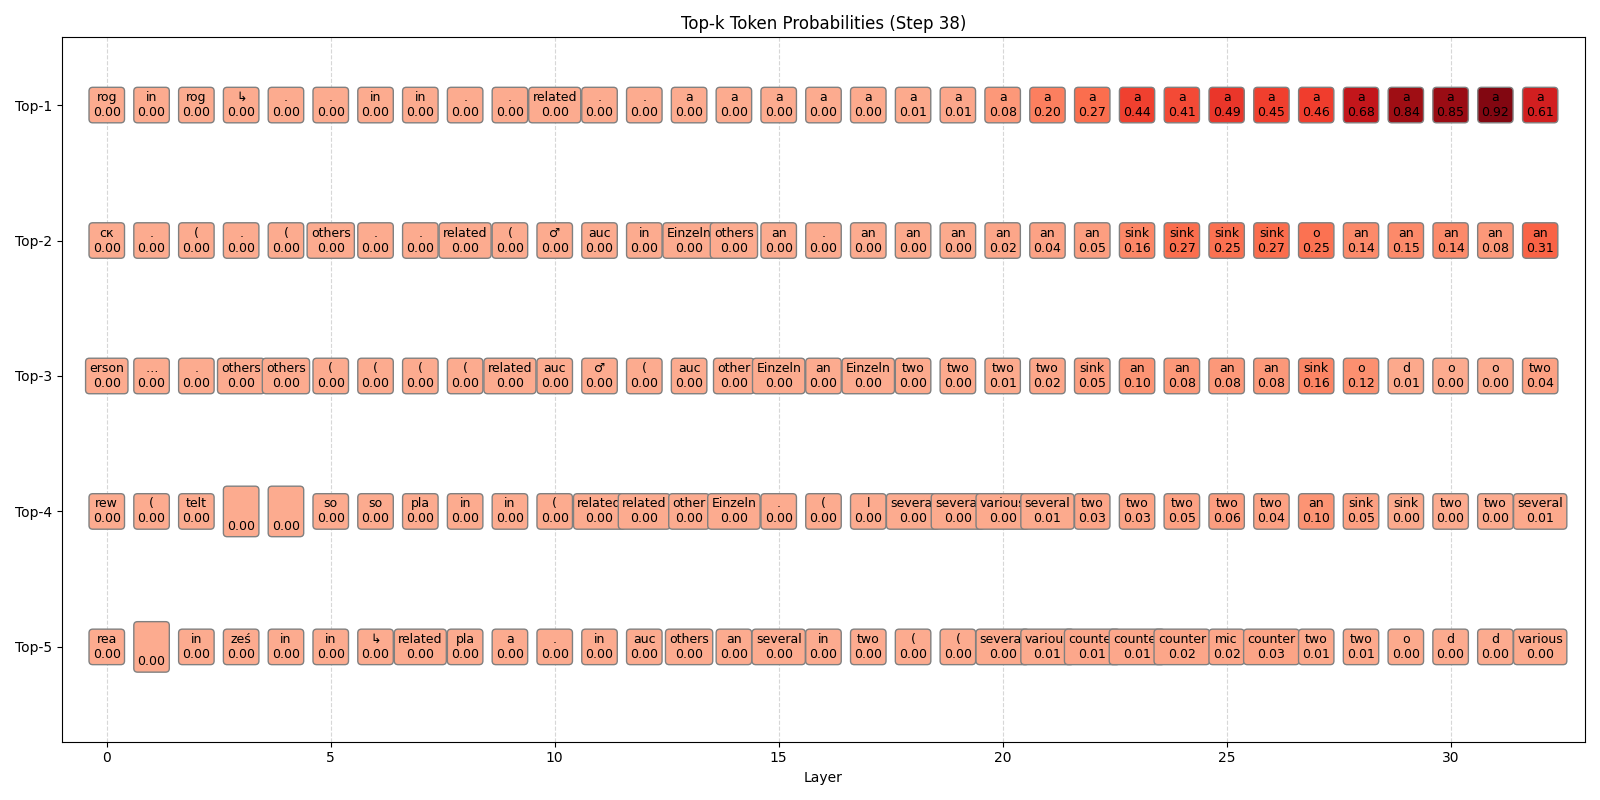 Top-k Token Probabilities (Step 38)
Top-1
rog in rog ↳ . . in in . . related . . a a a a a a a a a a a a a a a a a a a a
0.00 0.00 0.00 0.00 0.00 0.00 0.00 0.00 0.00 0.00 0.00 0.00 0.00 0.00 0.00 0.00 0.00 0.00 0.01 0.01 0.08 0.20 0.27 0.44 0.41 0.49 0.45 0.46 0.68 0.84 0.85 0.92 0.61
Top-2
ск . ( . ( others . . related ( ♂ auc in Einzeln others an . an an an an an an sink sink sink sink o an an an an an
0.00 0.00 0.00 0.00 0.00 0.00 0.00 0.00 0.00 0.00 0.00 0.00 0.00 0.00 0.00 0.00 0.00 0.00 0.00 0.00 0.02 0.04 0.05 0.16 0.27 0.25 0.27 0.25 0.14 0.15 0.14 0.08 0.31
Top-3
erson ... . others others ( ( ( ( related auc ♂ ( auc other Einzeln an Einzeln two two two two sink an an an an sink o d o o two
0.00 0.00 0.00 0.00 0.00 0.00 0.00 0.00 0.00 0.00 0.00 0.00 0.00 0.00 0.00 0.00 0.00 0.00 0.00 0.00 0.01 0.02 0.05 0.10 0.08 0.08 0.08 0.16 0.12 0.01 0.00 0.00 0.04
Top-4
rew ( telt so so pla in in ( related related other Einzeln . ( l severa severa various several two two two two two an sink sink two two several
0.00 0.00 0.00 0.00 0.00 0.00 0.00 0.00 0.00 0.00 0.00 0.00 0.00 0.00 0.00 0.00 0.00 0.00 0.00 0.00 0.00 0.01 0.03 0.03 0.05 0.06 0.04 0.10 0.05 0.00 0.00 0.00 0.01
Top-5
rea in ześ in in ↳ related pla a . in auc others an several in two ( ( severa variou counte counte counter mic counter two two o d d various
0.00 0.00 0.00 0.00 0.00 0.00 0.00 0.00 0.00 0.00 0.00 0.00 0.00 0.00 0.00 0.00 0.00 0.00 0.00 0.00 0.00 0.01 0.01 0.01 0.02 0.02 0.03 0.01 0.01 0.00 0.00 0.00 0.00
0 5 10 15 20 25 30
Layer